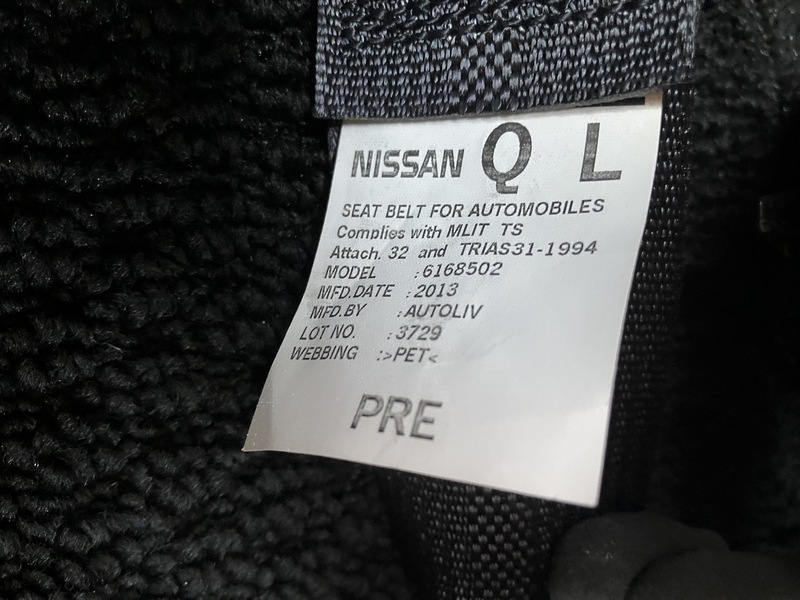 NISSAN Q L
SEAT BELT FOR AUTOMOBILES
Complies with MLIT TS
Attach. 32 and TRIAS31-1994
MODEL :6168502
MFD.DATE :2013
MFD.BY :AUTOLIV
LOT NO. :3729
WEBBING :>PET<
PRE